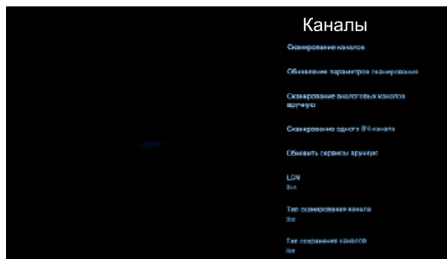 Каналы
Сканирование каналов
Обновление параметров сканирования
Сканирование аналоговых каналов
вручную
Сканирование одного ВЧ-канала
Обновить сервисы вручную
LCN
Тип сканирования канала
Тип сохранения каналов